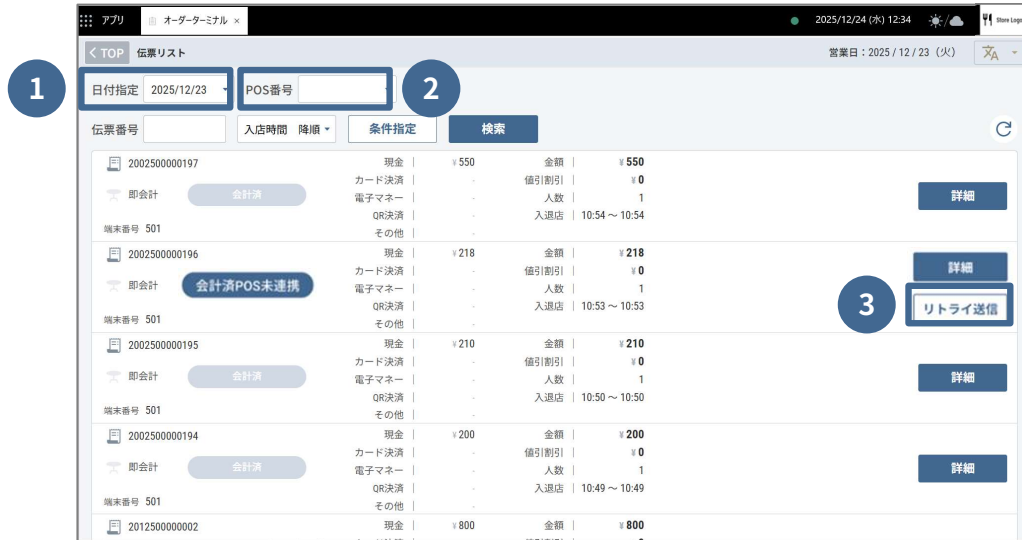 アプリ オーダーターミナル × 2025/12/24 (水) 12:34 Store Logo
< TOP 伝票リスト 営業日：2025 / 12 / 23（火）
1 日付指定 2025/12/23 POS番号 2
伝票番号 入店時間 降順 条件指定 検索
2002500000197 現金 ¥ 550 金額 ¥ 550
カード決済 - 値引割引 ¥ 0
即会計 会計済 電子マネー - 人数 1 詳細
QR決済 - 入退店 10:54 ～ 10:54
端末番号 501 その他 -
2002500000196 現金 ¥ 218 金額 ¥ 218
カード決済 - 値引割引 ¥ 0 詳細
即会計 会計済POS未連携 電子マネー - 人数 1
QR決済 - 入退店 10:53 ～ 10:53 3 リトライ送信
端末番号 501 その他 -
2002500000195 現金 ¥ 210 金額 ¥ 210
カード決済 - 値引割引 ¥ 0
即会計 会計済 電子マネー - 人数 1 詳細
QR決済 - 入退店 10:50 ～ 10:50
端末番号 501 その他 -
2002500000194 現金 ¥ 200 金額 ¥ 200
カード決済 - 値引割引 ¥ 0
即会計 会計済 電子マネー - 人数 1 詳細
QR決済 - 入退店 10:49 ～ 10:49
端末番号 501 その他 -
2012500000002 現金 ¥ 800 金額 ¥ 800